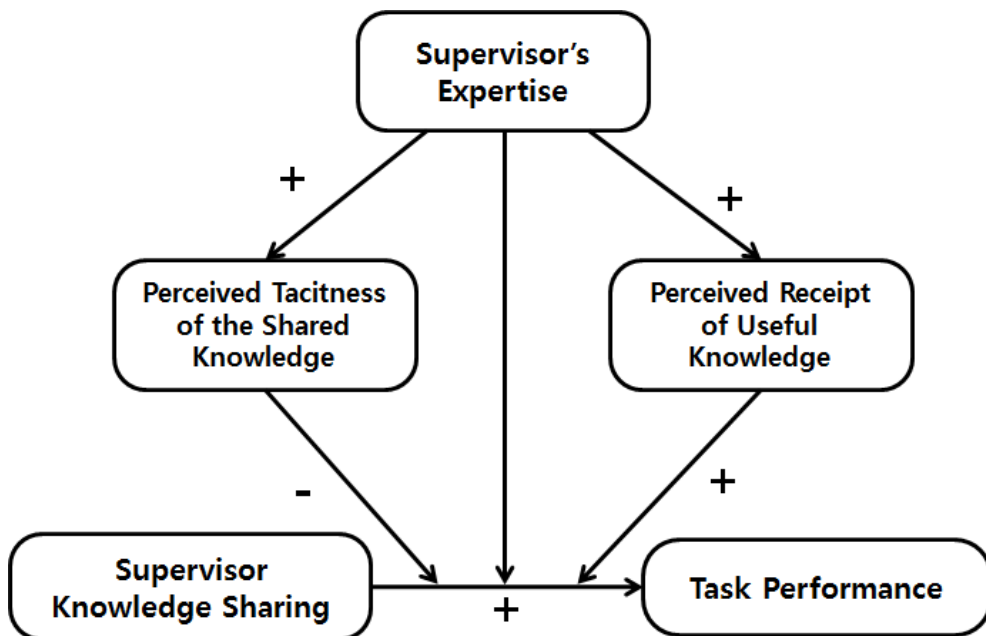 Supervisor's
Expertise
+
+
Perceived Tacitness
of the Shared
Knowledge
Perceived Receipt
of Useful
Knowledge
-
+
Supervisor
Knowledge Sharing
+
Task Performance